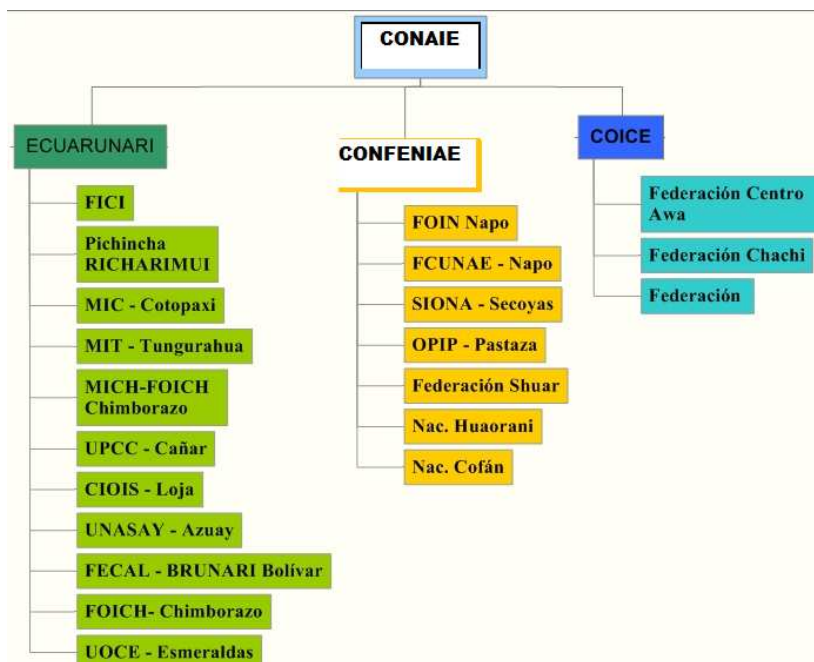 CONAIE
ECUARUNARI
FICI
Pichincha
RICHARIMUI
MIC - Cotopaxi
MIT - Tungurahua
MICH-FOICH
Chimborazo
UPCC - Cañar
CIOIS - Loja
UNASAY - Azuay
FECAL - BRUNARI Bolívar
FOICH- Chimborazo
UOCE - Esmeraldas
CONFENIAE
FOIN Napo
FCUNAE - Napo
SIONA - Secoyas
OPIP - Pastaza
Federación Shuar
Nac. Huaorani
Nac. Cofán
COICE
Federación Centro
Awa
Federación Chachi
Federación